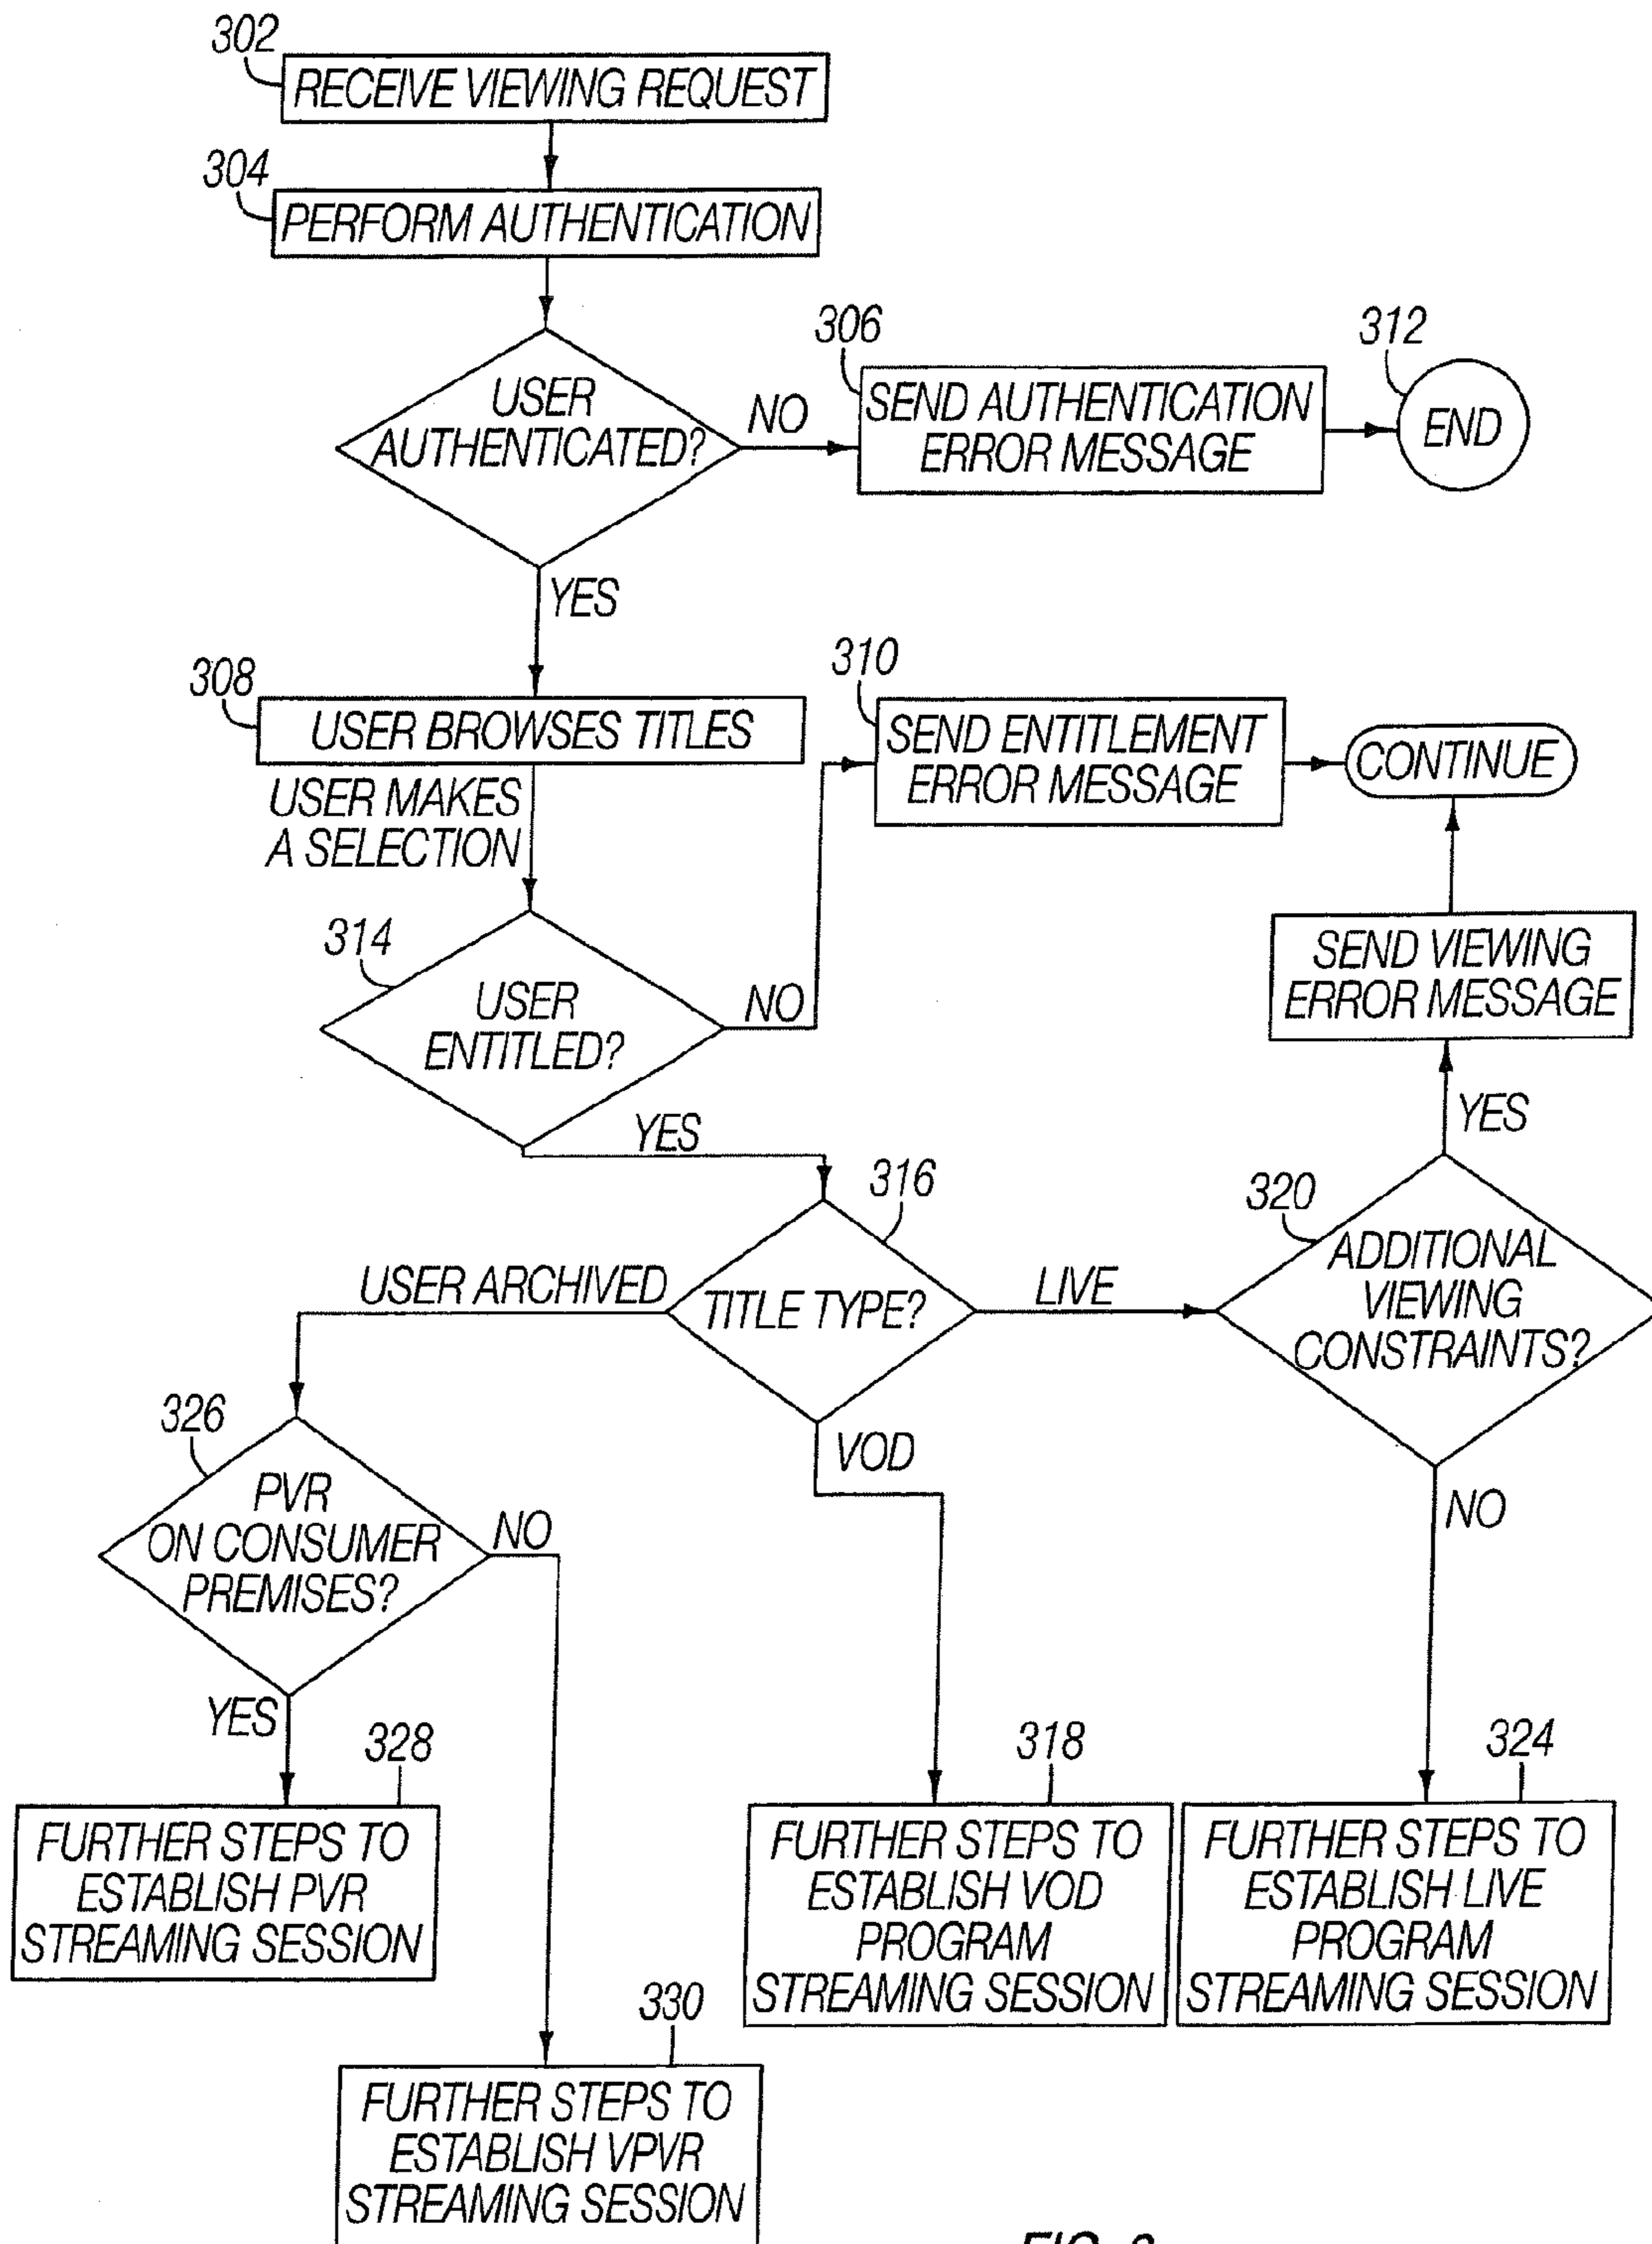 302
RECEIVE VIEWING REQUEST
304
PERFORM AUTHENTICATION
USER
AUTHENTICATED?
NO
306
SEND AUTHENTICATION
ERROR MESSAGE
312
END
YES
308
USER BROWSES TITLES
USER MAKES
A SELECTION
310
SEND ENTITLEMENT
ERROR MESSAGE
CONTINUE
314
USER
ENTITLED?
NO
SEND VIEWING
ERROR MESSAGE
YES
YES
316
TITLE TYPE?
USER ARCHIVED
LIVE
320
ADDITIONAL
VIEWING
CONSTRAINTS?
VOD
NO
326
PVR
ON CONSUMER
PREMISES?
NO
YES
328
FURTHER STEPS TO
ESTABLISH PVR
STREAMING SESSION
318
FURTHER STEPS TO
ESTABLISH VOD
PROGRAM
STREAMING SESSION
324
FURTHER STEPS TO
ESTABLISH LIVE
PROGRAM
STREAMING SESSION
330
FURTHER STEPS TO
ESTABLISH VPVR
STREAMING SESSION
FIG.